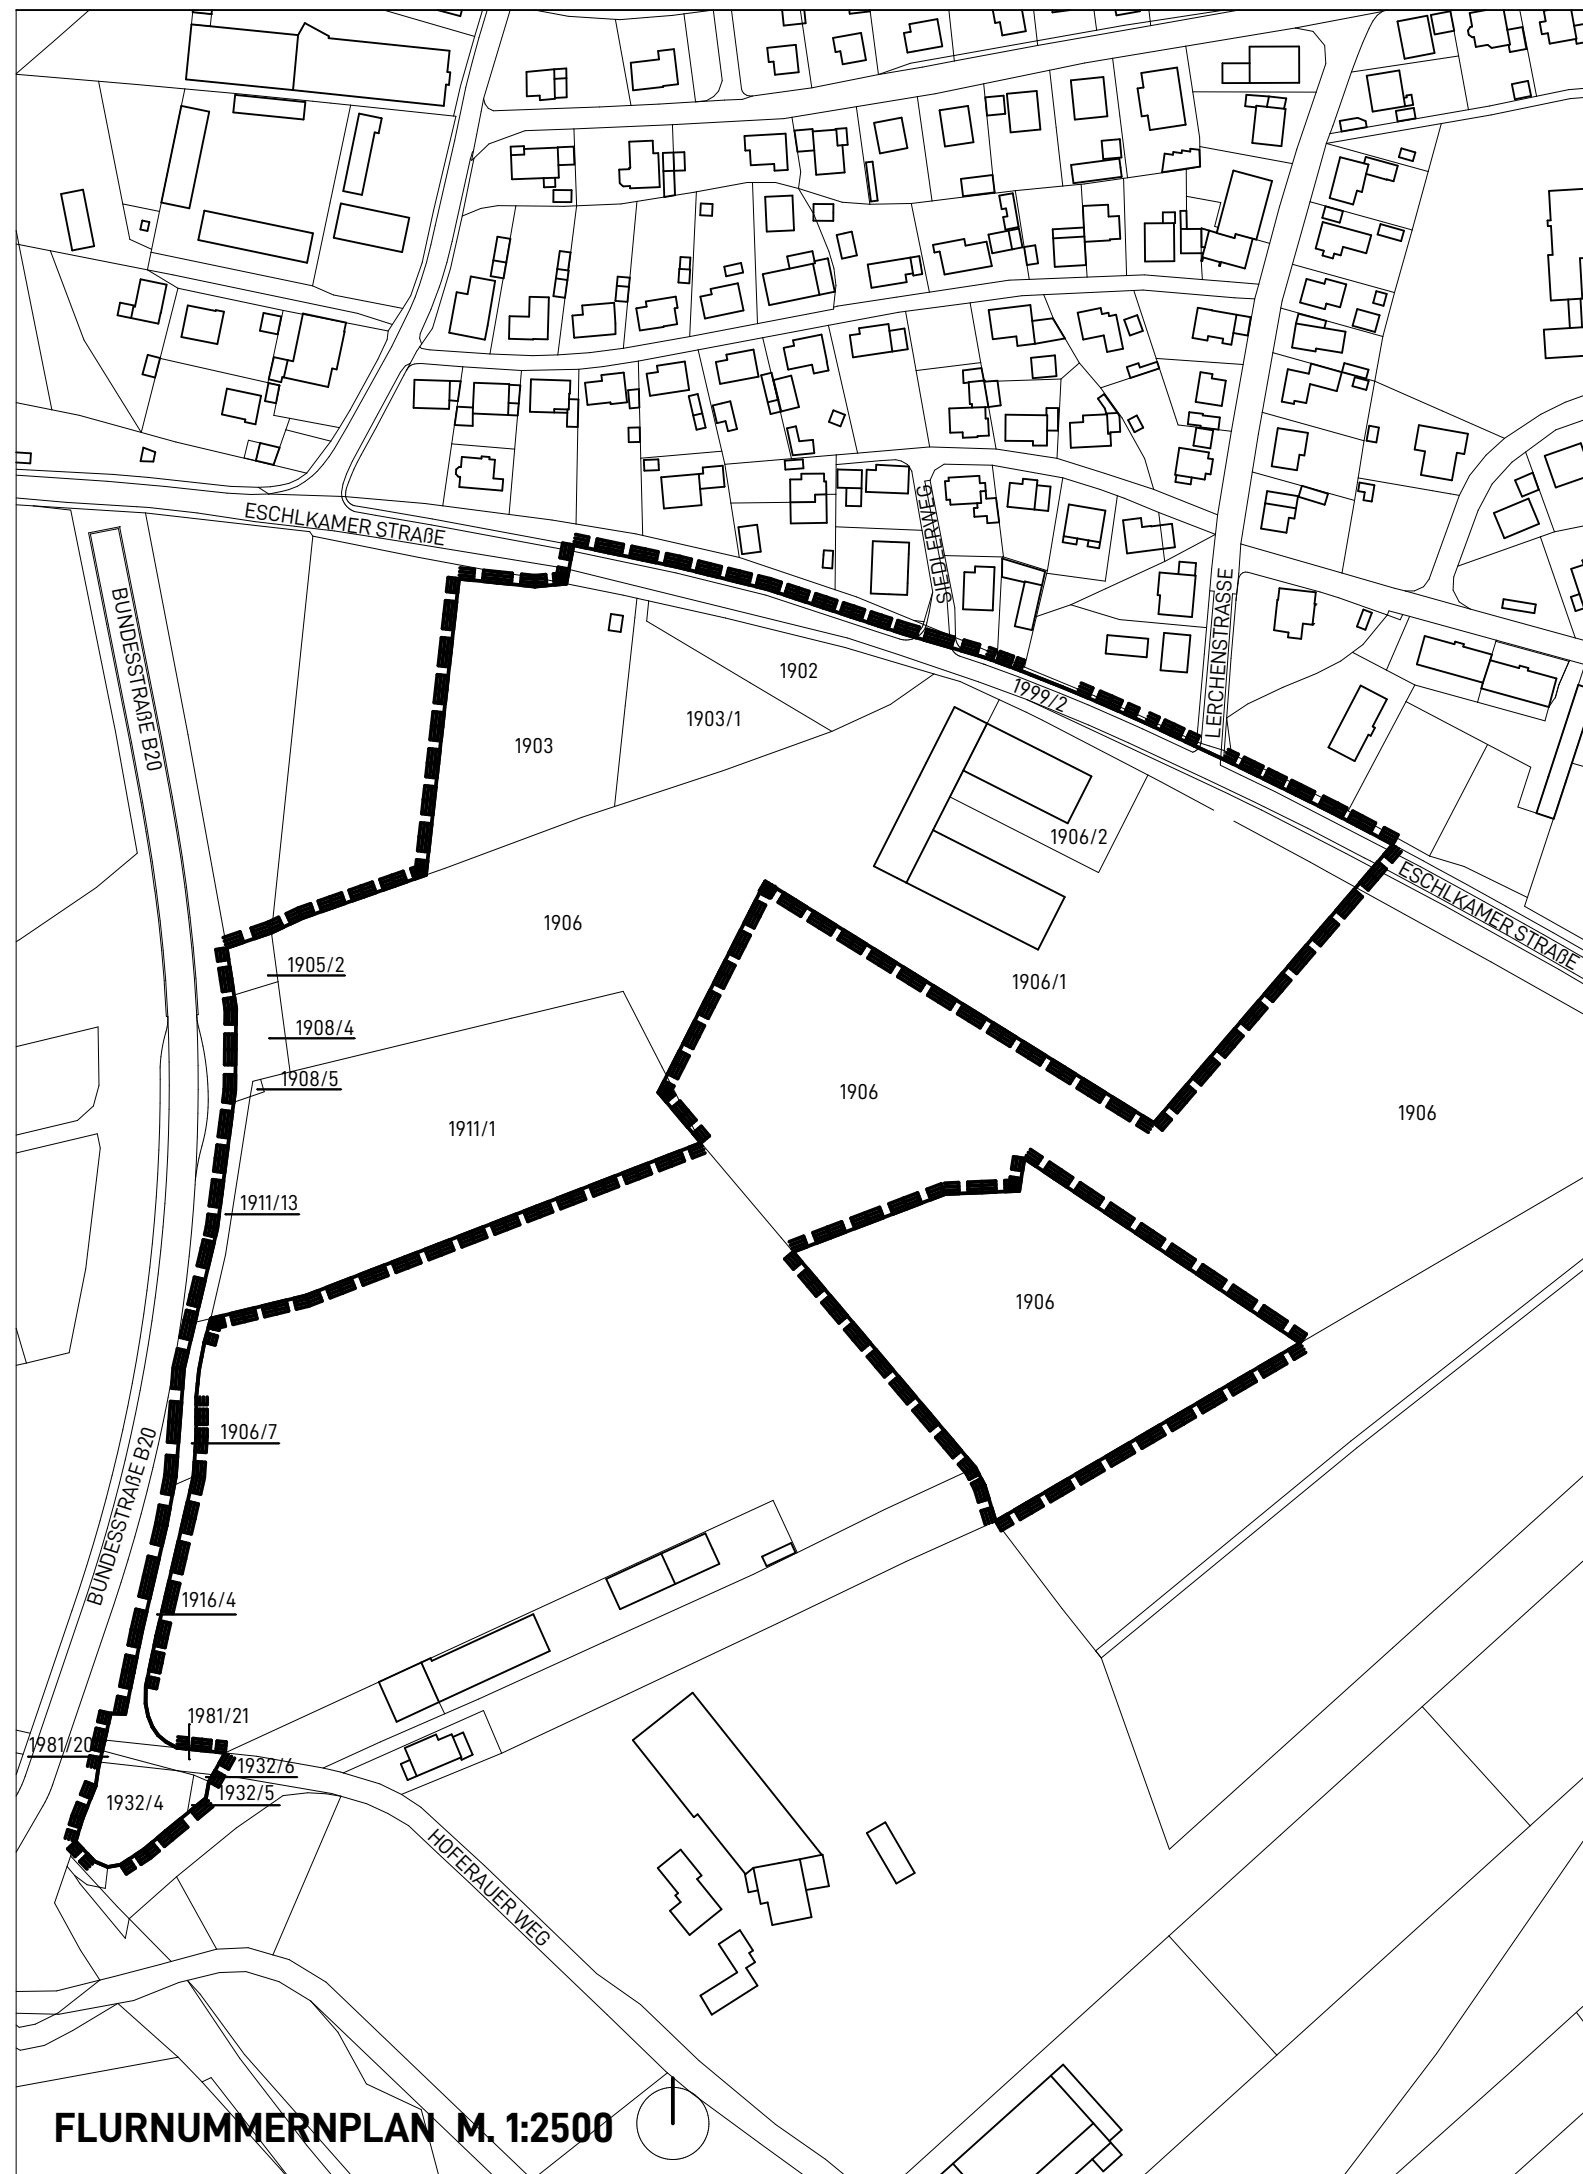 ESCHLKAMER STRAßE
SIEDLERWEG
BUNDESSTRAßE B20
LERCHENSTRASSE
1902
1999/2
1903/1
1903
1906/2
ESCHLKAMER STRAßE
1906
1905/2
1906/1
1908/4
1908/5
1906
1906
1911/1
1911/13
1906
1906/7
BUNDESSTRAßE B20
1916/4
1981/21
1981/20
1932/6
1932/5
1932/4
HOFERAUER WEG
FLURNUMMERNPLAN M. 1:2500